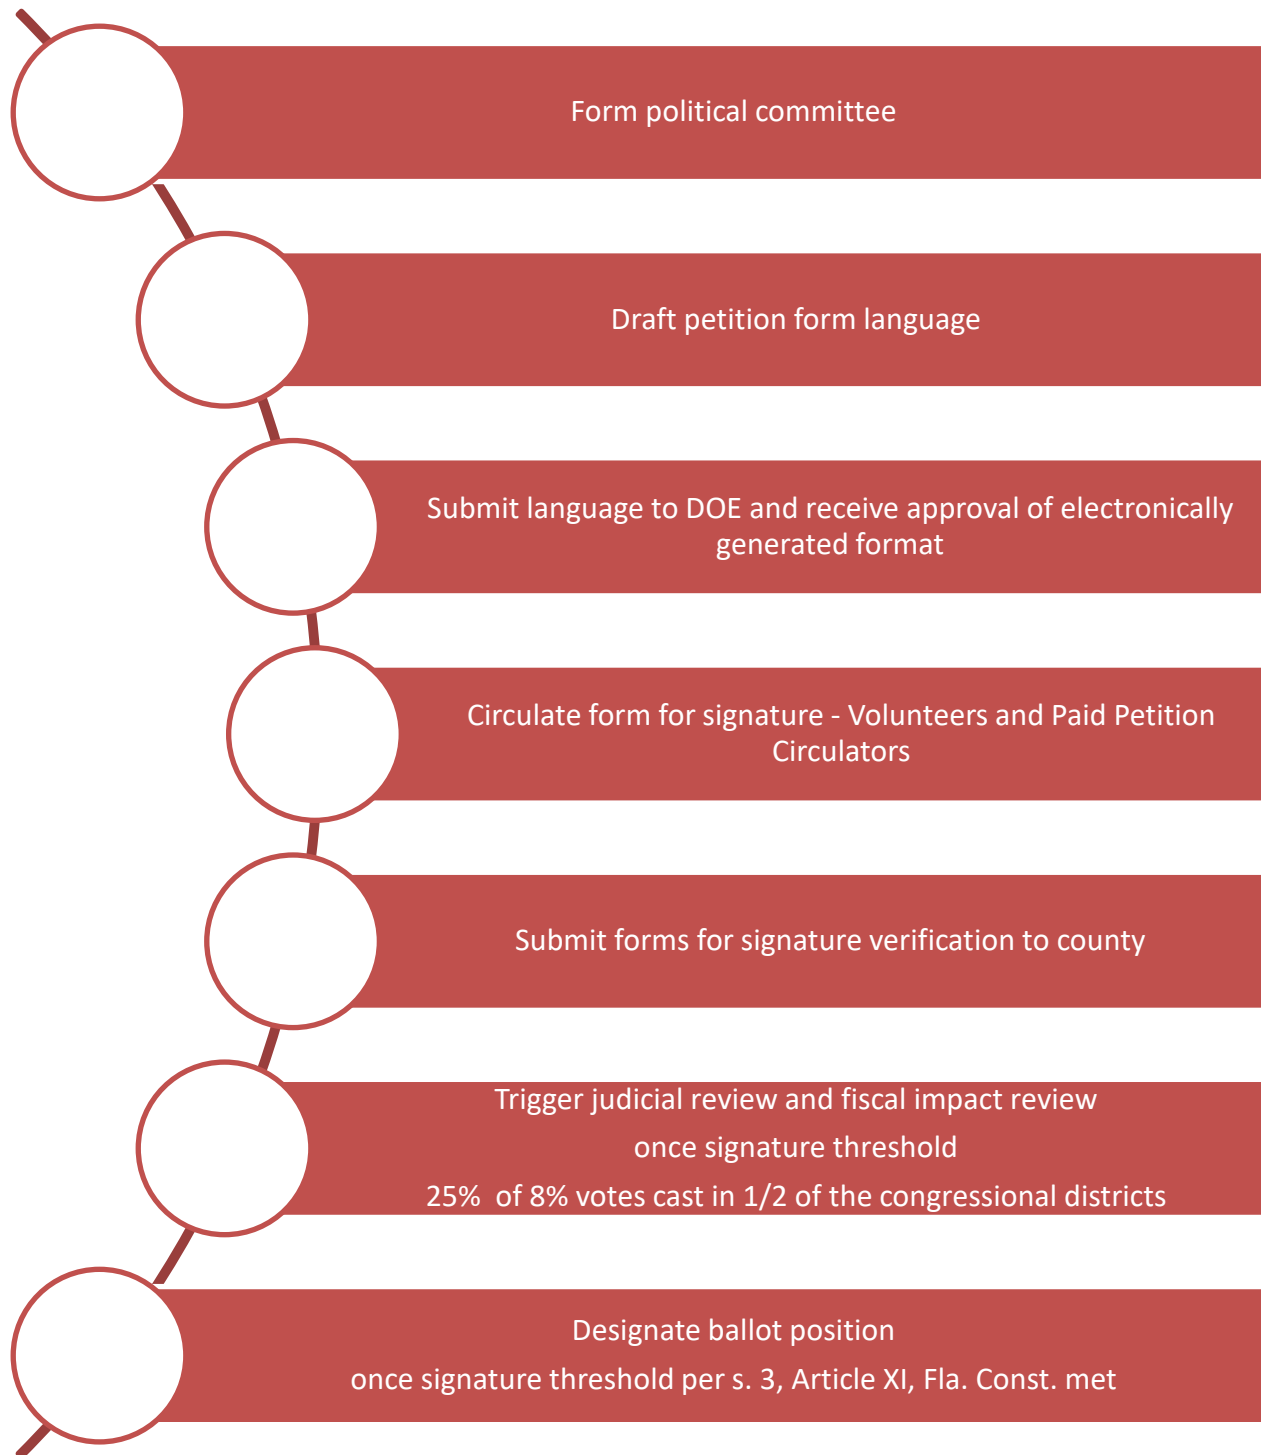 Form political committee
Draft petition form language
Submit language to DOE and receive approval of electronically
generated format
Circulate form for signature - Volunteers and Paid Petition
Circulators
Submit forms for signature verification to county
Trigger judicial review and fiscal impact review
once signature threshold
25%  of 8% votes cast in 1/2 of the congressional districts
Designate ballot position
once signature threshold per s. 3, Article XI, Fla. Const. met